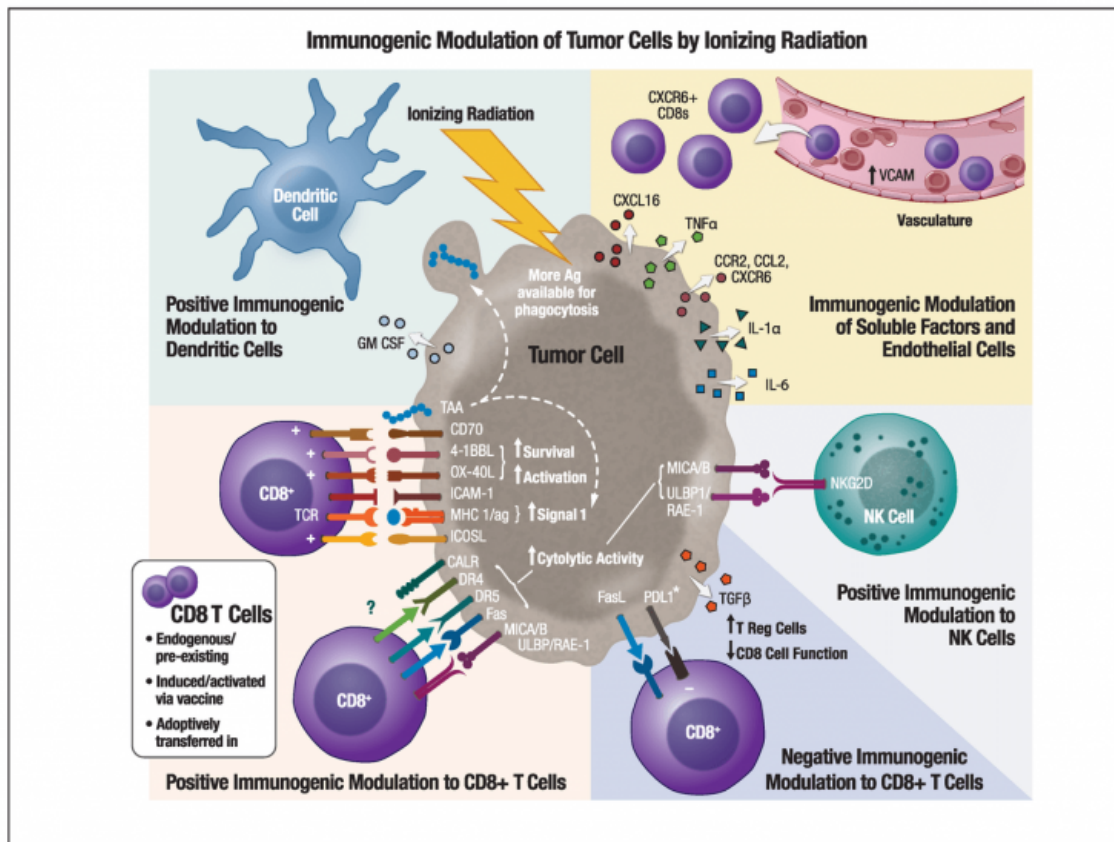 Immunogenic Modulation of Tumor Cells by Ionizing Radiation
Ionizing Radiation
Dendritic
Cell
Positive Immunogenic
Modulation to
Dendritic Cells
GM CSF
More Ag
available for
phagocytosis
Tumor Cell
CXCR6+
CD8s
↑ VCAM
Vasculature
CXCL16
TNFα
CCR2, CCL2,
CXCR6
IL-1α
IL-6
Immunogenic Modulation
of Soluble Factors and
Endothelial Cells
TAA
CD70
4-1BBL
OX-40L
ICAM-1
MHC 1/ag
ICOSL
↑ Survival
↑ Activation
↑ Signal 1
+
+
+
TCR
+
CD8+
↑ Cytolytic Activity
MICA/B
ULBP1/
RAE-1
NKG2D
NK Cell
Positive Immunogenic
Modulation to
NK Cells
CALR
DR4
DR5
Fas
MICA/B
ULBP/RAE-1
?
CD8+
CD8 T Cells
• Endogenous/
pre-existing
• Induced/activated
via vaccine
• Adoptively
transferred in
Positive Immunogenic Modulation to CD8+ T Cells
FasL
PDL1*
TGFβ
↑ T Reg Cells
↓ CD8 Cell Function
–
CD8+
Negative Immunogenic
Modulation to CD8+ T Cells